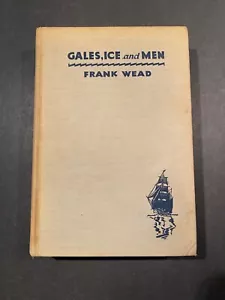 GALES, ICE and MEN
FRANK WEAD